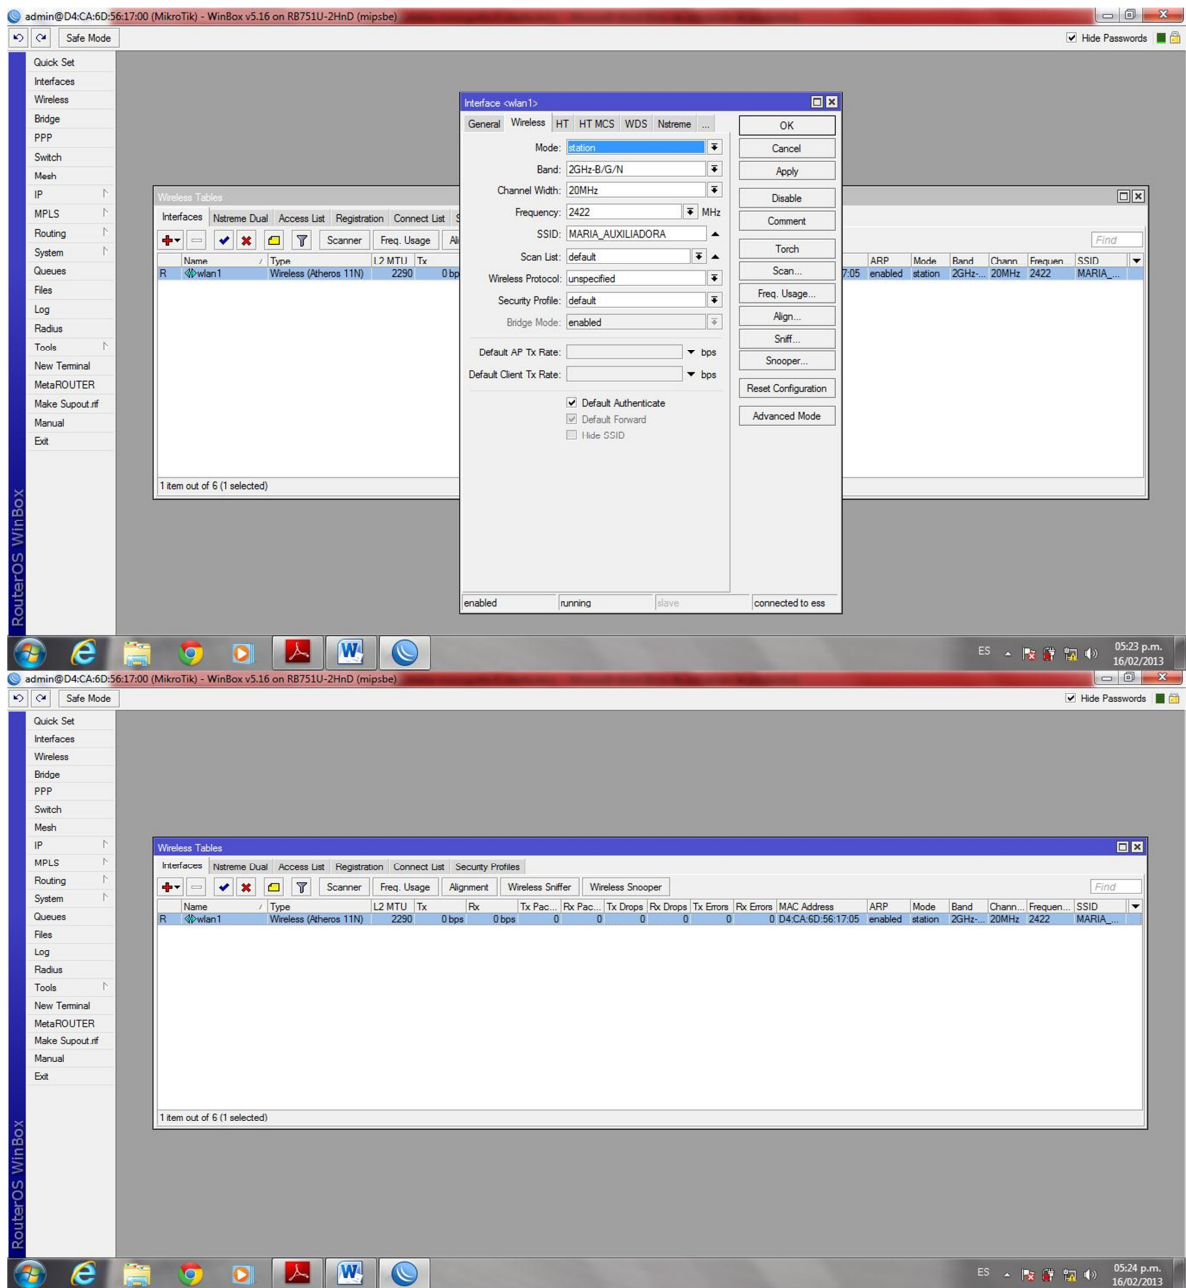 admin@D4:CA:6D:56:17:00 (MikroTik) - WinBox v5.16 on RB751U-2HnD (mipsbe)
Safe Mode
Hide Passwords
Quick Set
Interfaces
Wireless
Bridge
PPP
Switch
Mesh
IP
MPLS
Routing
System
Queues
Files
Log
Radius
Tools
New Terminal
MetaROUTER
Make Supout.rif
Manual
Exit
RouterOS WinBox
Wireless Tables
Interfaces Nstreme Dual Access List Registration Connect List
Scanner Freq. Usage
Find
Name Type L2 MTU Tx ARP Mode Band Chann Frequen SSID
R wlan1 Wireless (Atheros 11N) 2290 0 bp 7:05 enabled station 2GHz-... 20MHz 2422 MARIA_...
1 item out of 6 (1 selected)
Interface <wlan1>
General Wireless HT HT MCS WDS Nstreme ...
Mode: station
Band: 2GHz-B/G/N
Channel Width: 20MHz
Frequency: 2422 MHz
SSID: MARIA_AUXILIADORA
Scan List: default
Wireless Protocol: unspecified
Security Profile: default
Bridge Mode: enabled
Default AP Tx Rate: bps
Default Client Tx Rate: bps
Default Authenticate
Default Forward
Hide SSID
OK
Cancel
Apply
Disable
Comment
Torch
Scan...
Freq. Usage...
Align...
Sniff...
Snooper...
Reset Configuration
Advanced Mode
enabled running slave connected to ess
ES 05:23 p.m.
16/02/2013
admin@D4:CA:6D:56:17:00 (MikroTik) - WinBox v5.16 on RB751U-2HnD (mipsbe)
Safe Mode
Hide Passwords
Quick Set
Interfaces
Wireless
Bridge
PPP
Switch
Mesh
IP
MPLS
Routing
System
Queues
Files
Log
Radius
Tools
New Terminal
MetaROUTER
Make Supout.rif
Manual
Exit
RouterOS WinBox
Wireless Tables
Interfaces Nstreme Dual Access List Registration Connect List Security Profiles
Scanner Freq. Usage Alignment Wireless Sniffer Wireless Snooper
Find
Name Type L2 MTU Tx Rx Tx Pac... Rx Pac... Tx Drops Rx Drops Tx Errors Rx Errors MAC Address ARP Mode Band Chann... Frequen... SSID
R wlan1 Wireless (Atheros 11N) 2290 0 bps 0 bps 0 0 0 0 0 0 D4:CA:6D:56:17:05 enabled station 2GHz-... 20MHz 2422 MARIA_...
1 item out of 6 (1 selected)
ES 05:24 p.m.
16/02/2013